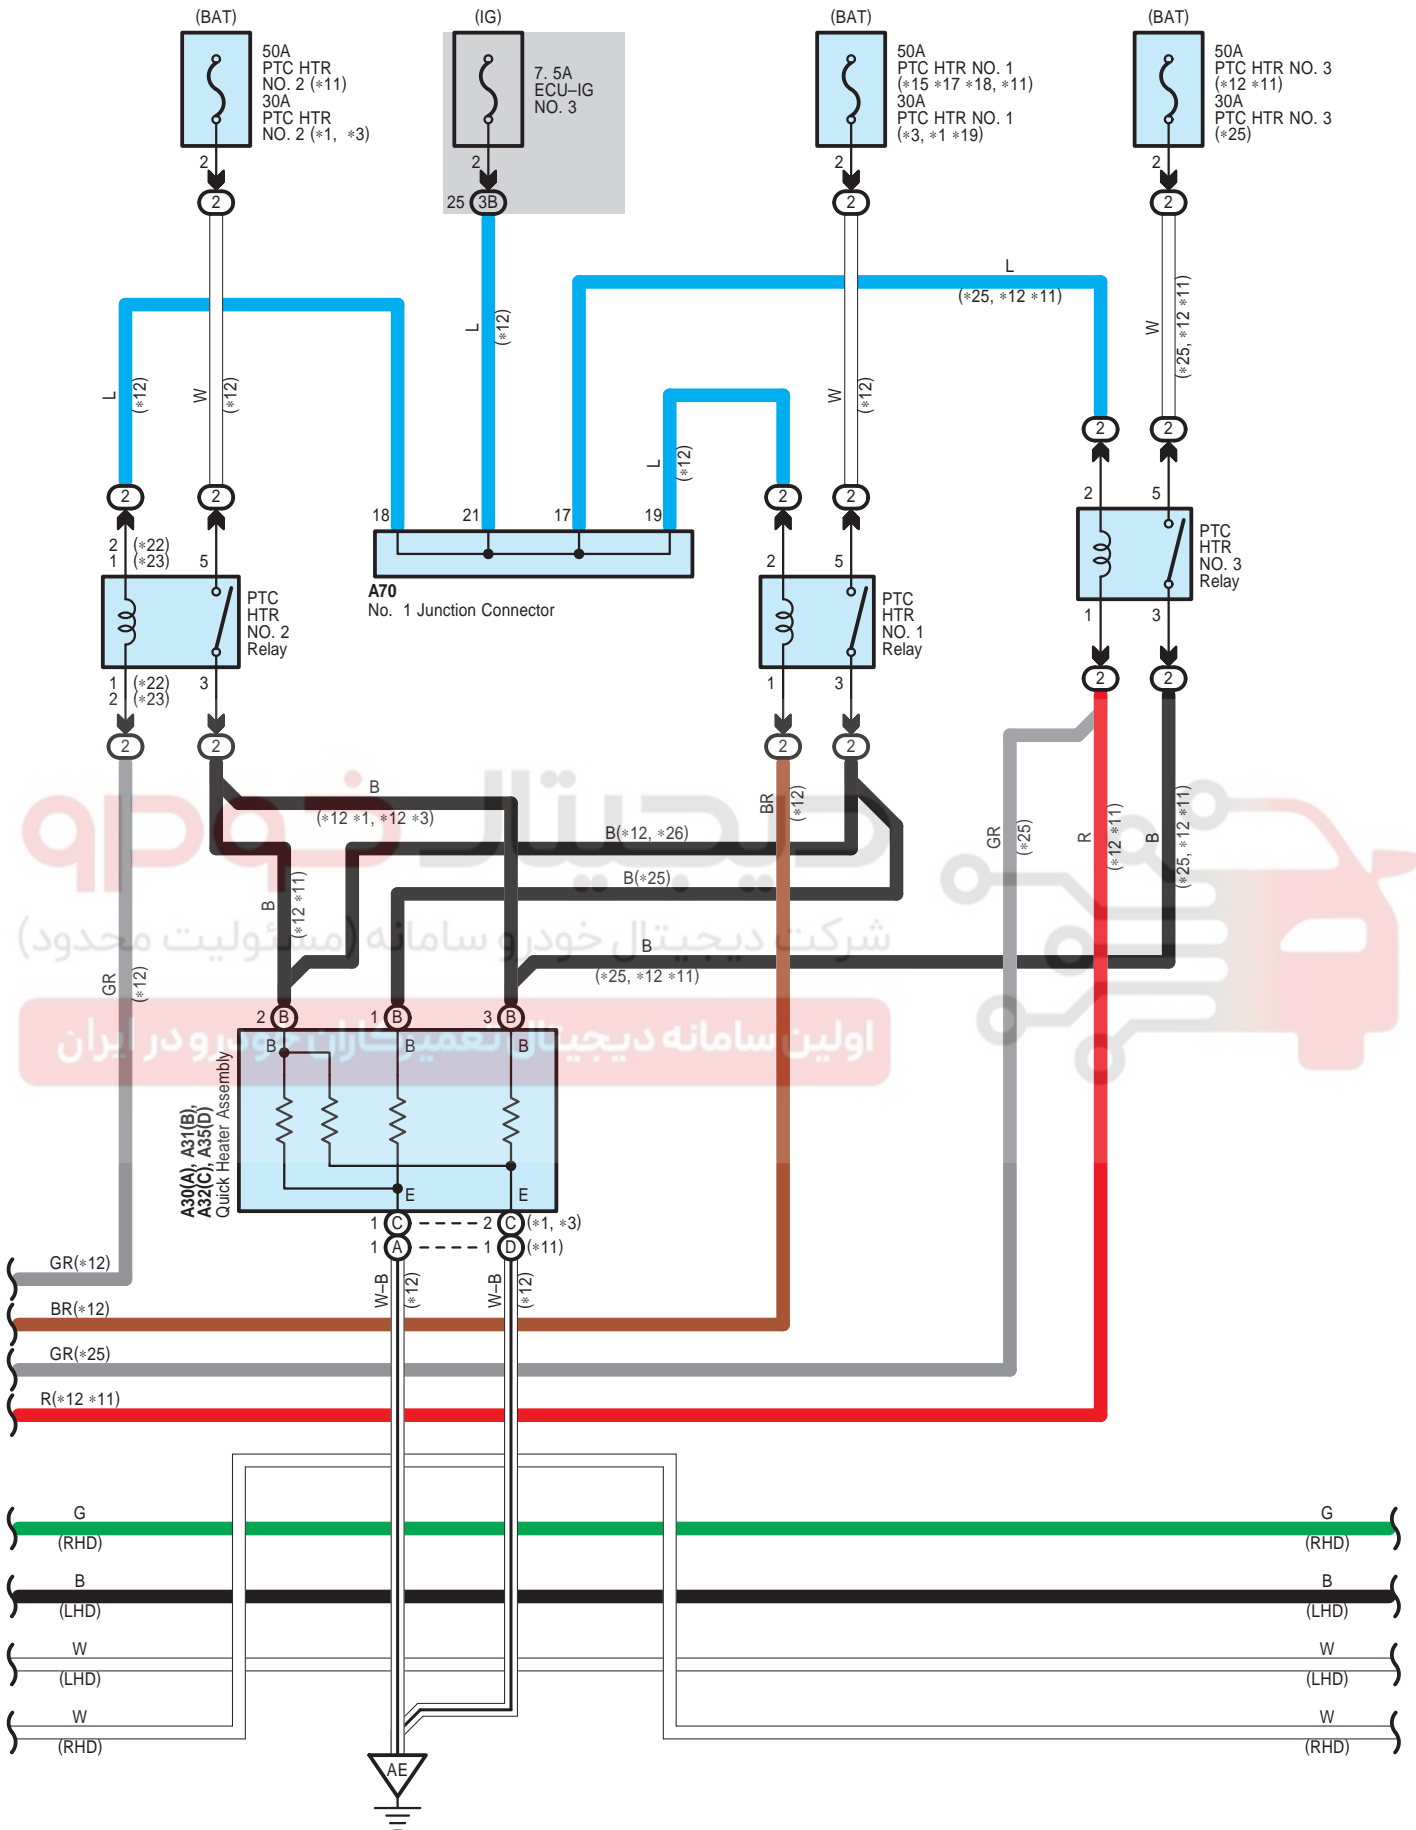 (BAT)
(IG)
(BAT)
(BAT)
50A
PTC HTR
NO. 2 (*11)
30A
PTC HTR
NO. 2 (*1, *3)
7. 5A
ECU–IG
NO. 3
50A
PTC HTR NO. 1
(*15 *17 *18, *11)
30A
PTC HTR NO. 1
(*3, *1 *19)
50A
PTC HTR NO. 3
(*12 *11)
30A
PTC HTR NO. 3
(*25)
2
2
2
2
2
25 3B
2
2
L
(*25, *12 *11)
L
(*12)
W
(*12)
L
(*12)
L
(*12)
W
(*12)
W
(*25, *12 *11)
2
2
2
2
2
2
18
21
17
19
A70
No. 1 Junction Connector
2 (*22)
1 (*23)
5
PTC
HTR
NO. 2
Relay
1 (*22)
2 (*23)
3
2
5
PTC
HTR
NO. 1
Relay
1
3
2
5
PTC
HTR
NO. 3
Relay
1
3
2
2
2
2
2
2
B
(*12 *1, *12 *3)
B(*12, *26)
B(*25)
B
(*25, *12 *11)
B
(*12 *11)
BR
(*12)
GR
(*25)
R
(*12 *11)
B
(*25, *12 *11)
GR
(*12)
دیجیتال خودرو
شرکت دیجیتال خودرو سامانه (مسئولیت محدود)
اولین سامانه دیجیتال تعمیرکاران خودرو در ایران
2 B
1 B
3 B
B
B
B
A30(A), A31(B),
A32(C), A35(D)
Quick Heater Assembly
E
E
1 C
2 C (*1, *3)
1 A
1 D (*11)
W–B
(*12)
W–B
(*12)
GR(*12)
BR(*12)
GR(*25)
R(*12 *11)
G
(RHD)
G
(RHD)
B
(LHD)
B
(LHD)
W
(LHD)
W
(LHD)
W
(RHD)
W
(RHD)
AE